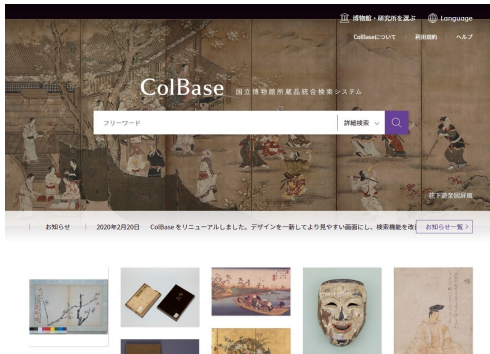 博物館・研究所を選ぶ Language
ColBaseについて 利用規約 ヘルプ
ColBase 国立博物館所蔵品統合検索システム
フリーワード 詳細検索
花下遊楽図屏風
お知らせ 2020年2月20日 ColBase をリニューアルしました。デザインを一新してより見やすい画面にし、検索機能を改 お知らせ一覧